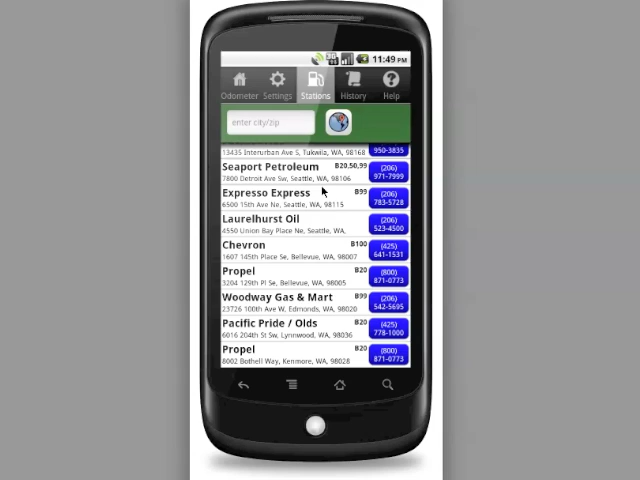 3G 11:49 PM
Odometer Settings Stations History Help
enter city/zip
13435 Interurban Ave S, Tukwila, WA, 98168 950-3835
Seaport Petroleum B20,50,99 (206)
7800 Detroit Ave Sw, Seattle, WA, 98106 971-7999
Expresso Express B99 (206)
6500 15th Ave Ne, Seattle, WA, 98115 783-5728
Laurelhurst Oil (206)
4550 Union Bay Place Ne, Seattle, WA, 523-4500
Chevron B100 (425)
1607 145th Place Se, Bellevue, WA, 98007 641-1531
Propel B20 (800)
3204 129th Pl Se, Bellevue, WA, 98005 871-0773
Woodway Gas & Mart B99 (206)
23726 100th Ave W, Edmonds, WA, 98020 542-5695
Pacific Pride / Olds B20 (425)
6016 204th St Sw, Lynnwood, WA, 98036 778-1000
Propel B20 (800)
8002 Bothell Way, Kenmore, WA, 98028 871-0773